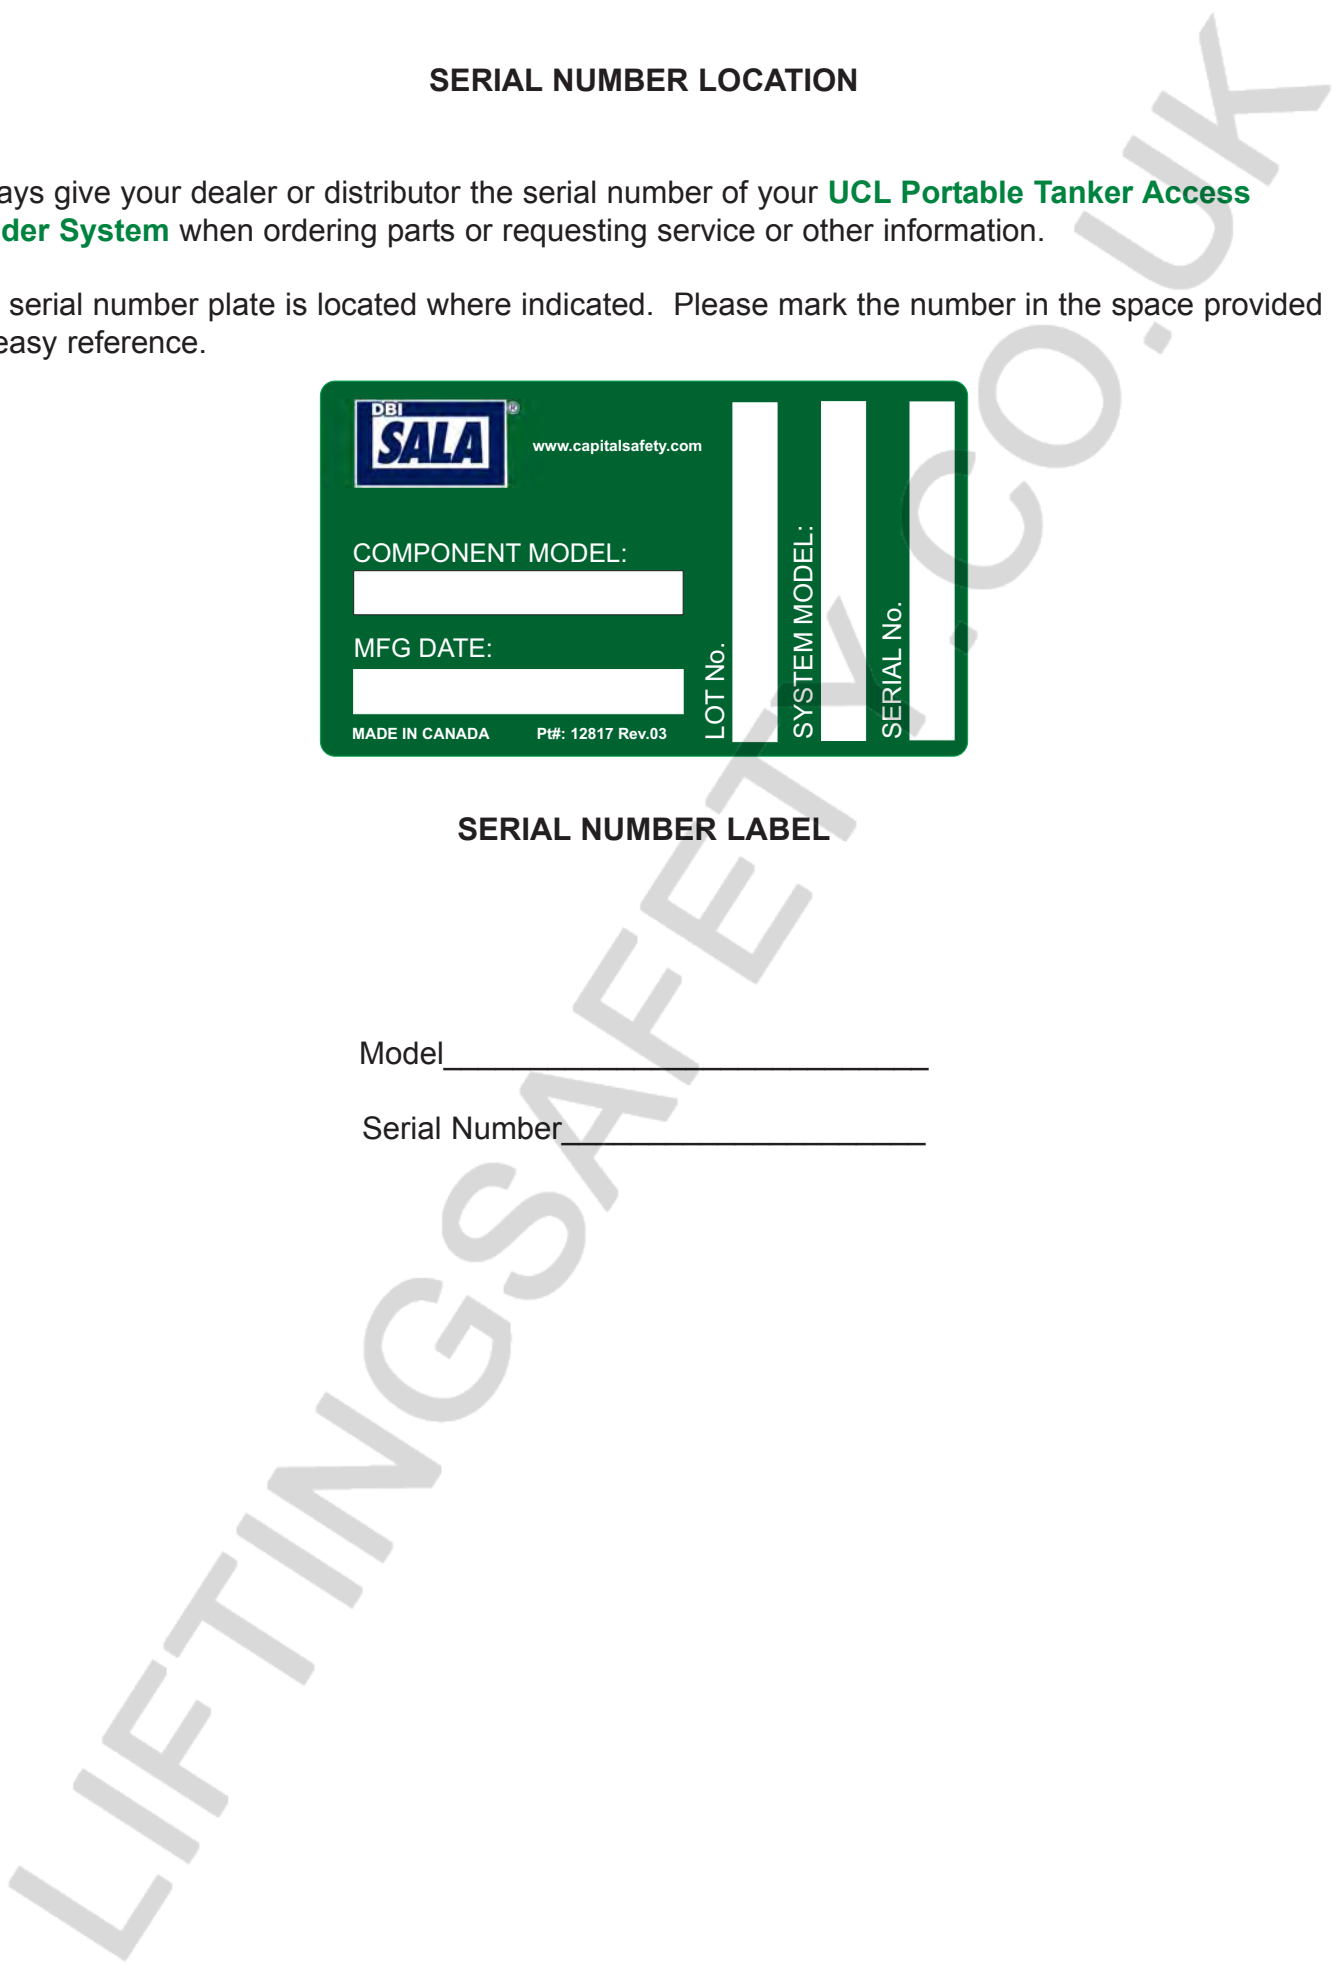 SERIAL NUMBER LOCATION
ays give your dealer or distributor the serial number of your UCL Portable Tanker Access
der System when ordering parts or requesting service or other information.
serial number plate is located where indicated. Please mark the number in the space provided
easy reference.
DBI
SALA®
www.capitalsafety.com
COMPONENT MODEL:
MFG DATE:
MADE IN CANADA Pt#: 12817 Rev.03
LOT No.
SYSTEM MODEL:
SERIAL No.
SERIAL NUMBER LABEL
Model____________________________
Serial Number_____________________
LIFTINGSAFETY.CO.UK